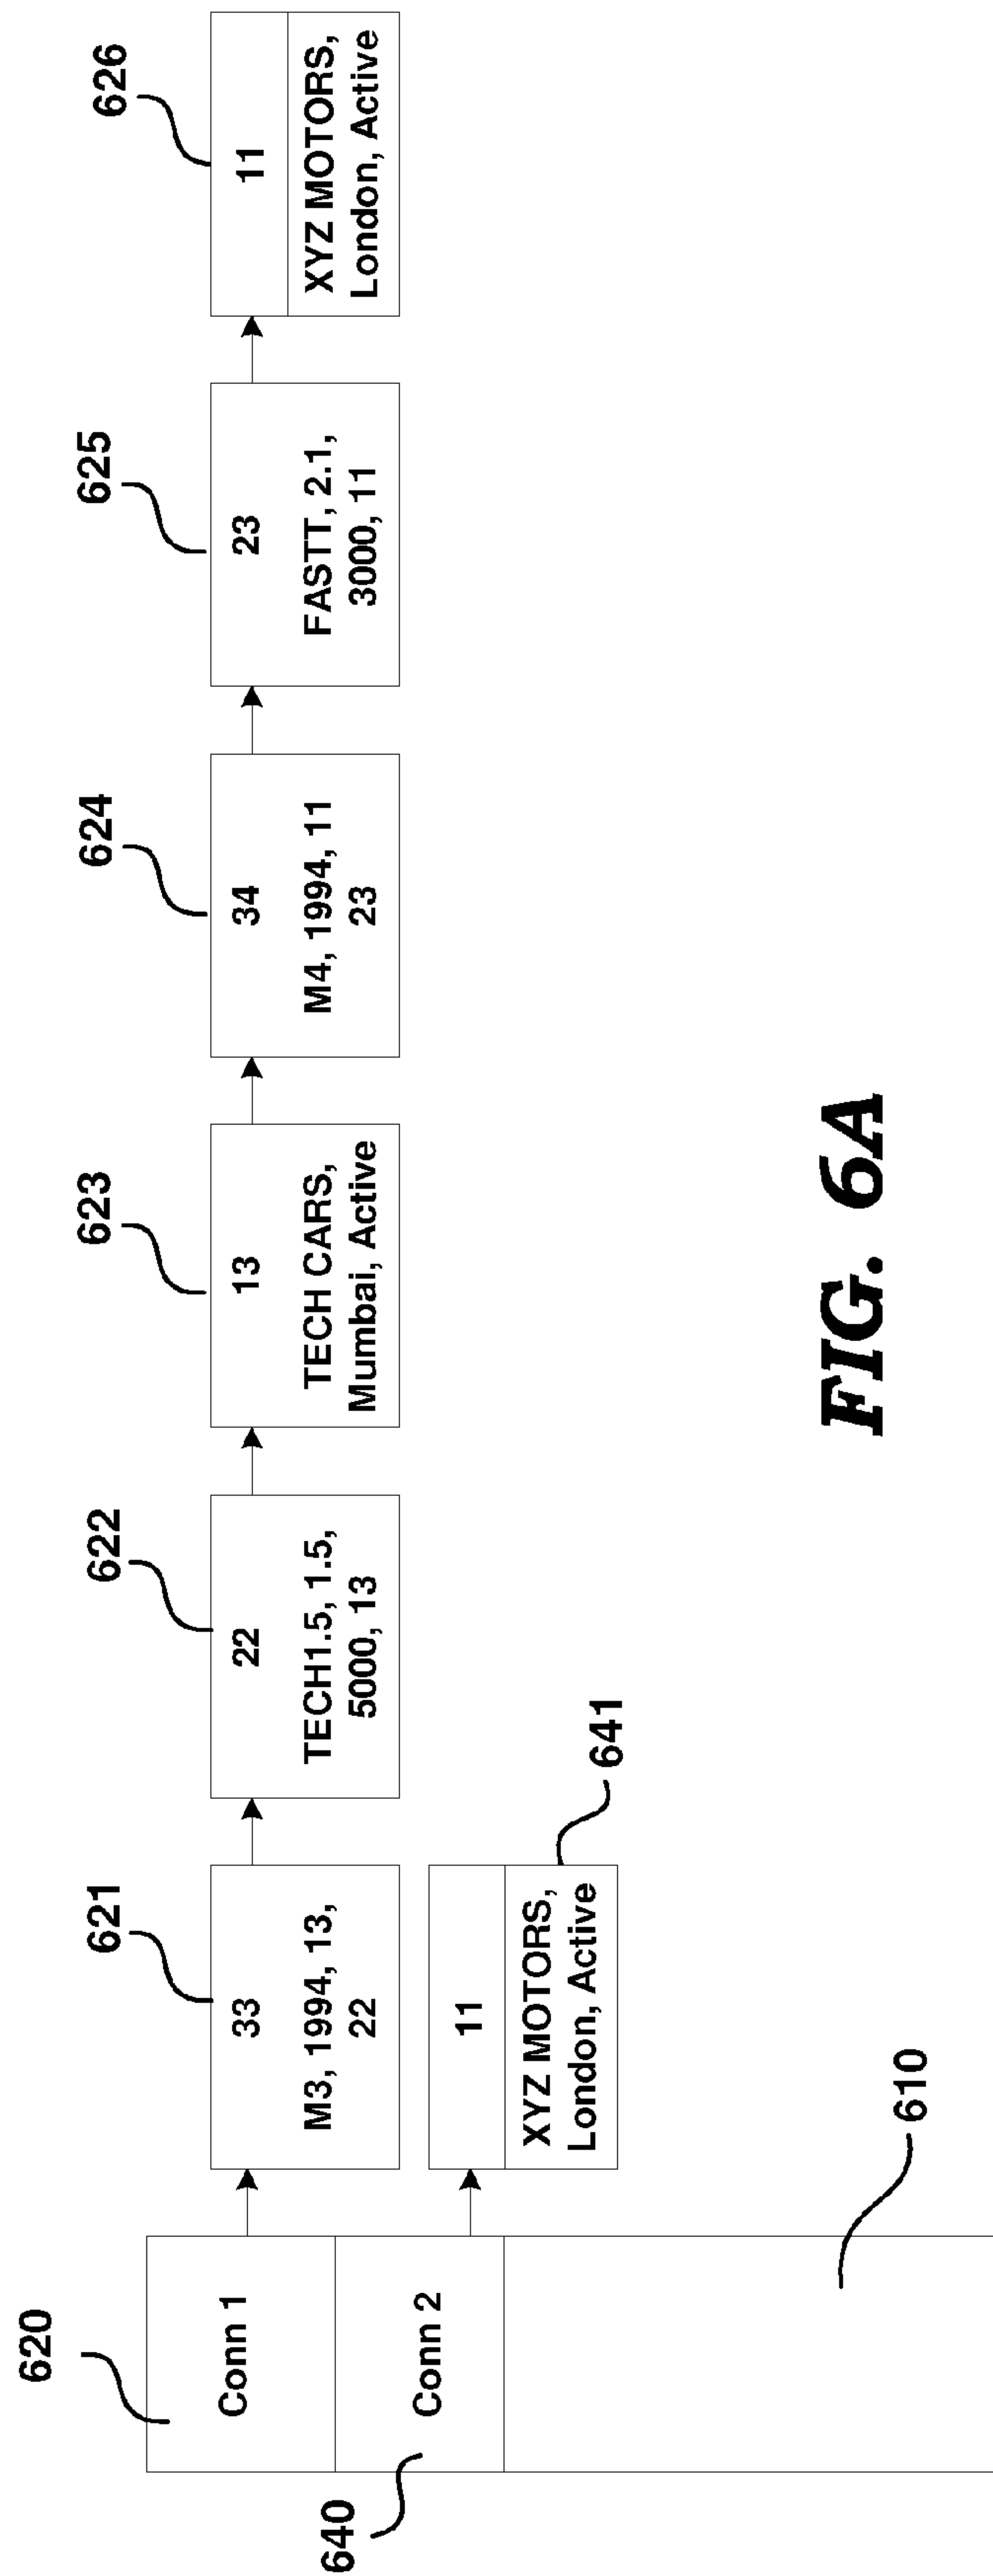 620
Conn 1
640
Conn 2
610
621
33
M3, 1994, 13,
22
622
22
TECH1.5, 1.5,
5000, 13
623
13
TECH CARS,
Mumbai, Active
624
34
M4, 1994, 11
23
625
23
FASTT, 2.1,
3000, 11
626
11
XYZ MOTORS,
London, Active
11
XYZ MOTORS,
London, Active
641
FIG. 6A